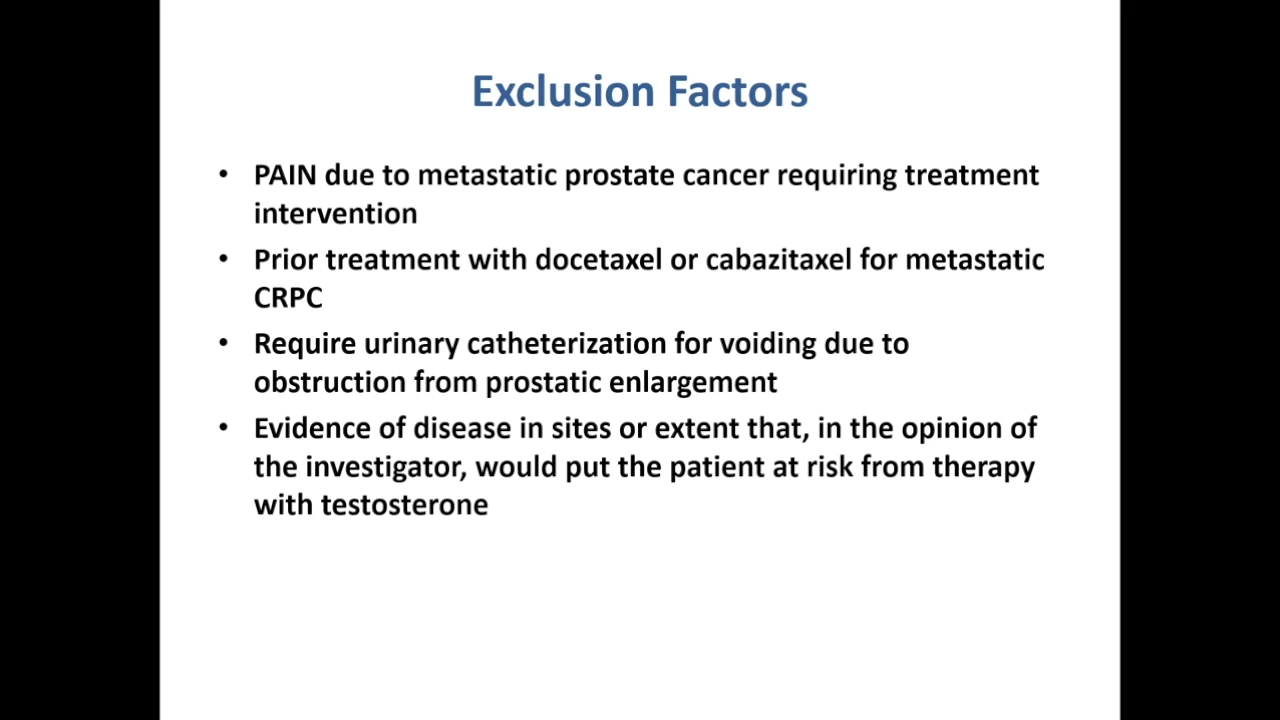 Exclusion Factors
• PAIN due to metastatic prostate cancer requiring treatment
intervention
• Prior treatment with docetaxel or cabazitaxel for metastatic
CRPC
• Require urinary catheterization for voiding due to
obstruction from prostatic enlargement
• Evidence of disease in sites or extent that, in the opinion of
the investigator, would put the patient at risk from therapy
with testosterone